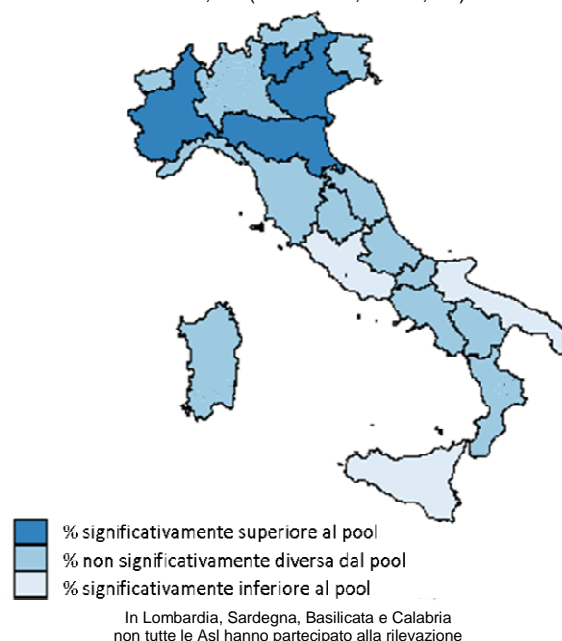 % significativamente superiore al pool
% non significativamente diversa dal pool
% significativamente inferiore al pool
In Lombardia, Sardegna, Basilicata e Calabria
non tutte le Asl hanno partecipato alla rilevazione